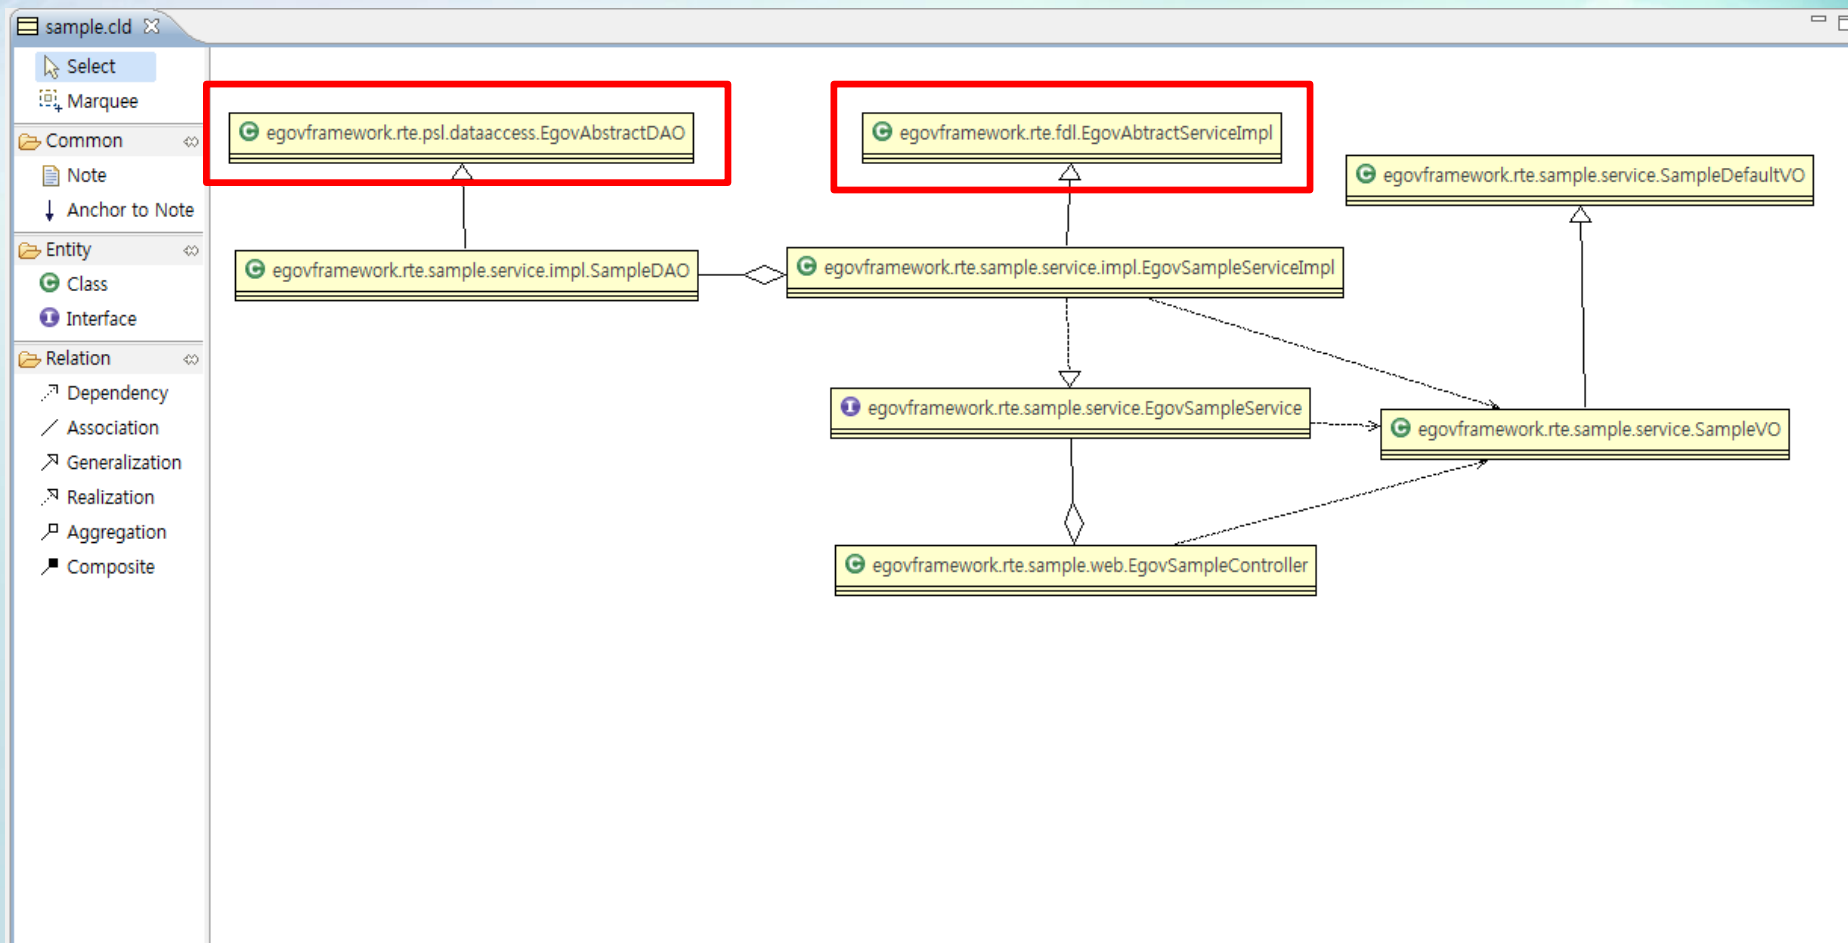 sample.cld
Select
Marquee
Common
Note
Anchor to Note
Entity
Class
Interface
Relation
Dependency
Association
Generalization
Realization
Aggregation
Composite
egovframework.rte.psl.dataaccess.EgovAbstractDAO
egovframework.rte.fdl.EgovAbtractServiceImpl
egovframework.rte.sample.service.SampleDefaultVO
egovframework.rte.sample.service.impl.SampleDAO
egovframework.rte.sample.service.impl.EgovSampleServiceImpl
egovframework.rte.sample.service.EgovSampleService
egovframework.rte.sample.service.SampleVO
egovframework.rte.sample.web.EgovSampleController